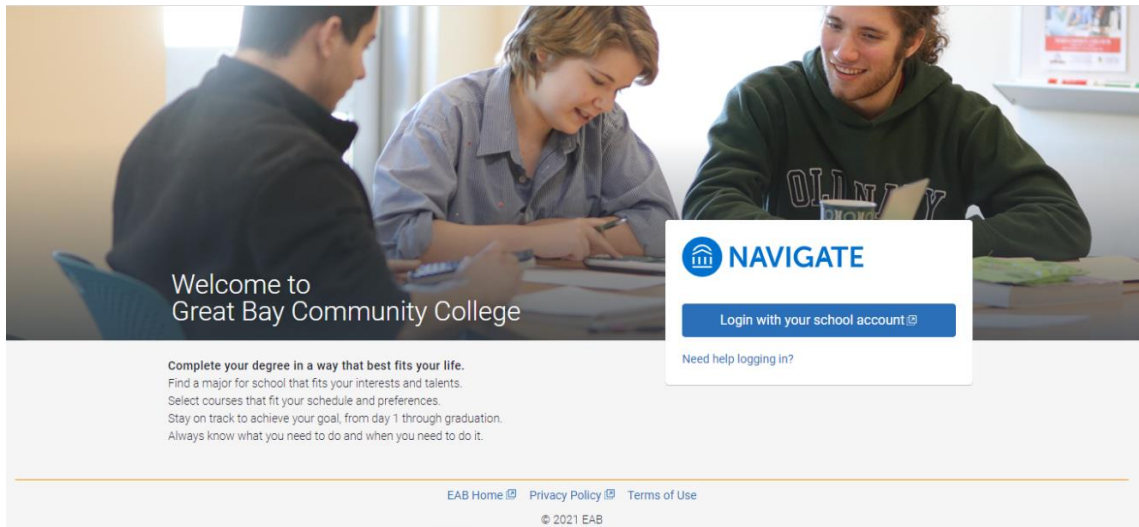 OLD NAVY
Welcome to
Great Bay Community College
NAVIGATE
Login with your school account
Need help logging in?
Complete your degree in a way that best fits your life.
Find a major for school that fits your interests and talents.
Select courses that fit your schedule and preferences.
Stay on track to achieve your goal, from day 1 through graduation.
Always know what you need to do and when you need to do it.
EAB Home Privacy Policy Terms of Use
© 2021 EAB